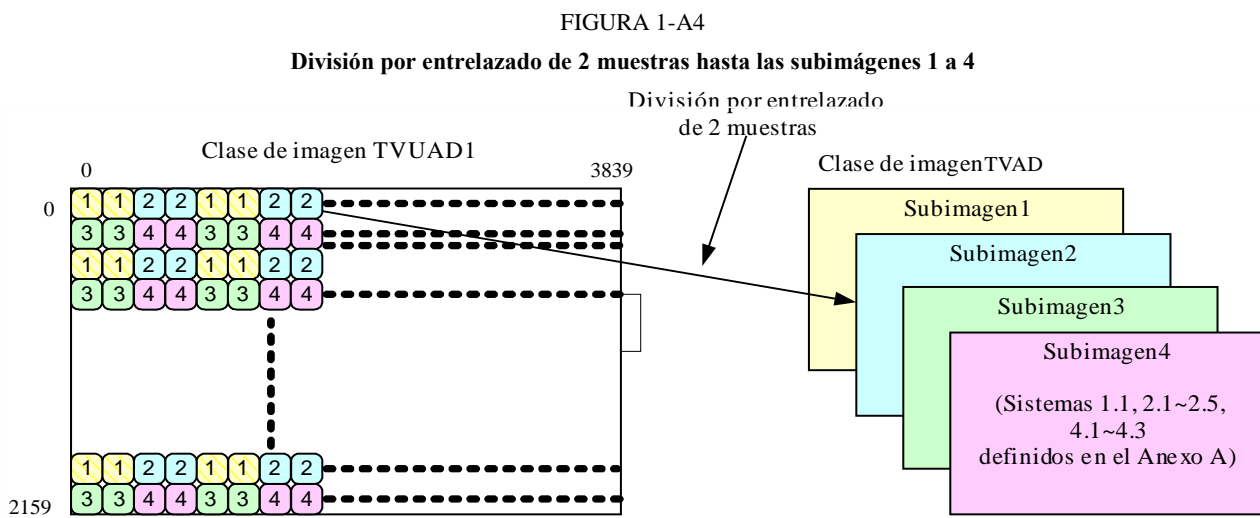 FIGURA 1-A4
División por entrelazado de 2 muestras hasta las subimágenes 1 a 4
División por entrelazado
de 2 muestras
Clase de imagen TVUAD1
0 3839
0
1 1 2 2 1 1 2 2
3 3 4 4 3 3 4 4
1 1 2 2 1 1 2 2
3 3 4 4 3 3 4 4
1 1 2 2 1 1 2 2
3 3 4 4 3 3 4 4
2159
Clase de imagenTVAD
Subimagen1
Subimagen2
Subimagen3
Subimagen4
(Sistemas 1.1, 2.1~2.5,
4.1~4.3
definidos en el Anexo A)